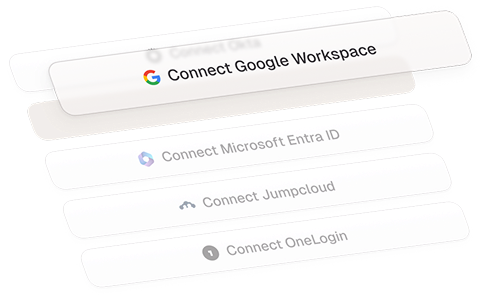 Connect Okta
Connect Google Workspace
Connect Microsoft Entra ID
Connect Jumpcloud
Connect OneLogin